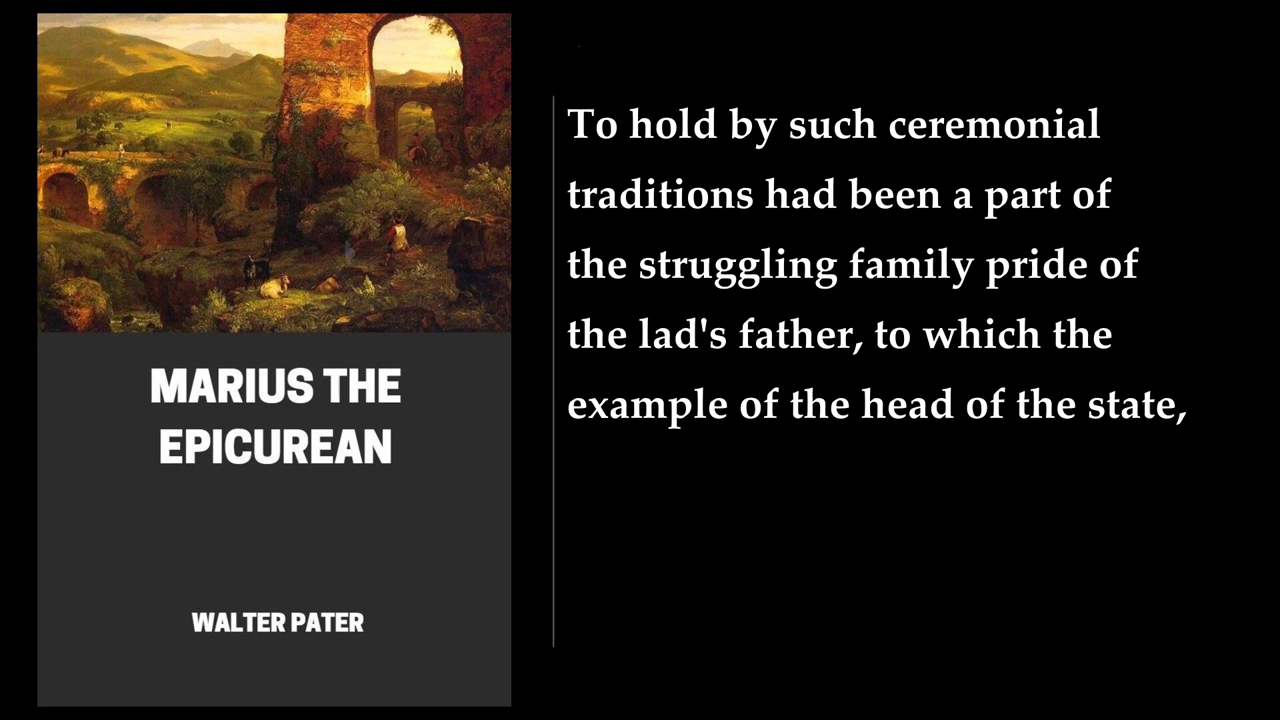 MARIUS THE
EPICUREAN
WALTER PATER
To hold by such ceremonial
traditions had been a part of
the struggling family pride of
the lad's father, to which the
example of the head of the state,